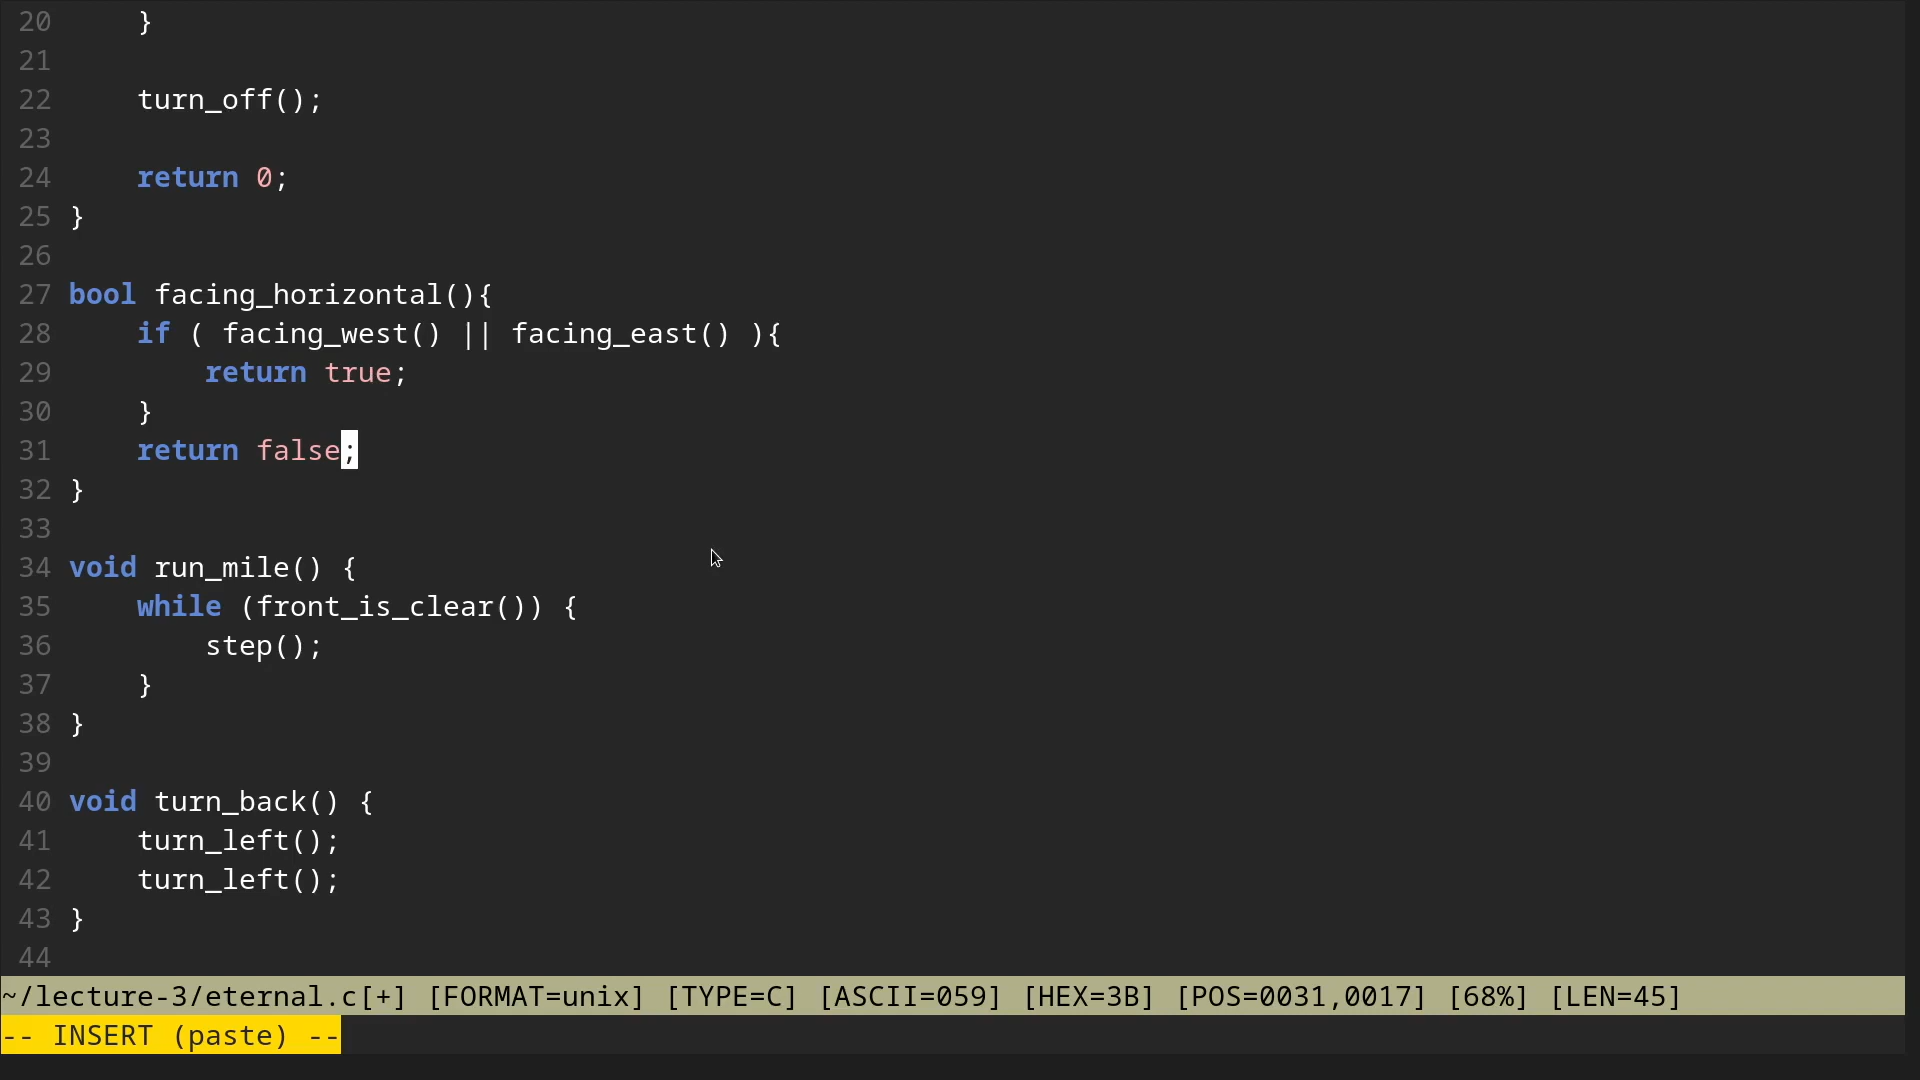 20     }
21
22     turn_off();
23
24     return 0;
25 }
26
27 bool facing_horizontal(){
28     if ( facing_west() || facing_east() ){
29         return true;
30     }
31     return false;
32 }
33
34 void run_mile() {
35     while (front_is_clear()) {
36         step();
37     }
38 }
39
40 void turn_back() {
41     turn_left();
42     turn_left();
43 }
44
~/lecture-3/eternal.c[+] [FORMAT=unix] [TYPE=C] [ASCII=059] [HEX=3B] [POS=0031,0017] [68%] [LEN=45]
-- INSERT (paste) --